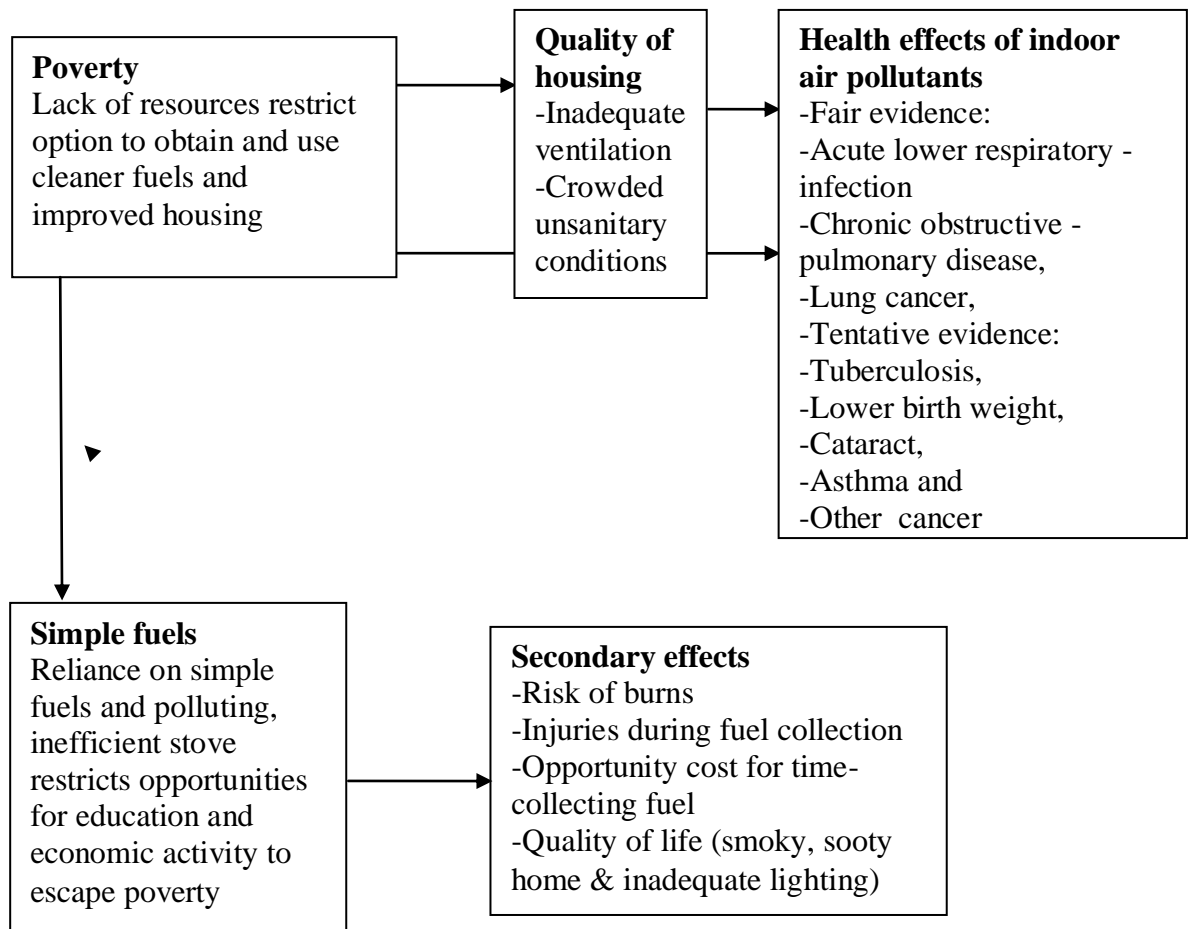 Poverty
Lack of resources restrict
option to obtain and use
cleaner fuels and
improved housing
Quality of
housing
-Inadequate
ventilation
-Crowded
unsanitary
conditions
Health effects of indoor
air pollutants
-Fair evidence:
-Acute lower respiratory -
infection
-Chronic obstructive -
pulmonary disease,
-Lung cancer,
-Tentative evidence:
-Tuberculosis,
-Lower birth weight,
-Cataract,
-Asthma and
-Other  cancer
Simple fuels
Reliance on simple
fuels and polluting,
inefficient stove
restricts opportunities
for education and
economic activity to
escape poverty
Secondary effects
-Risk of burns
-Injuries during fuel collection
-Opportunity cost for time-
collecting fuel
-Quality of life (smoky, sooty
home & inadequate lighting)